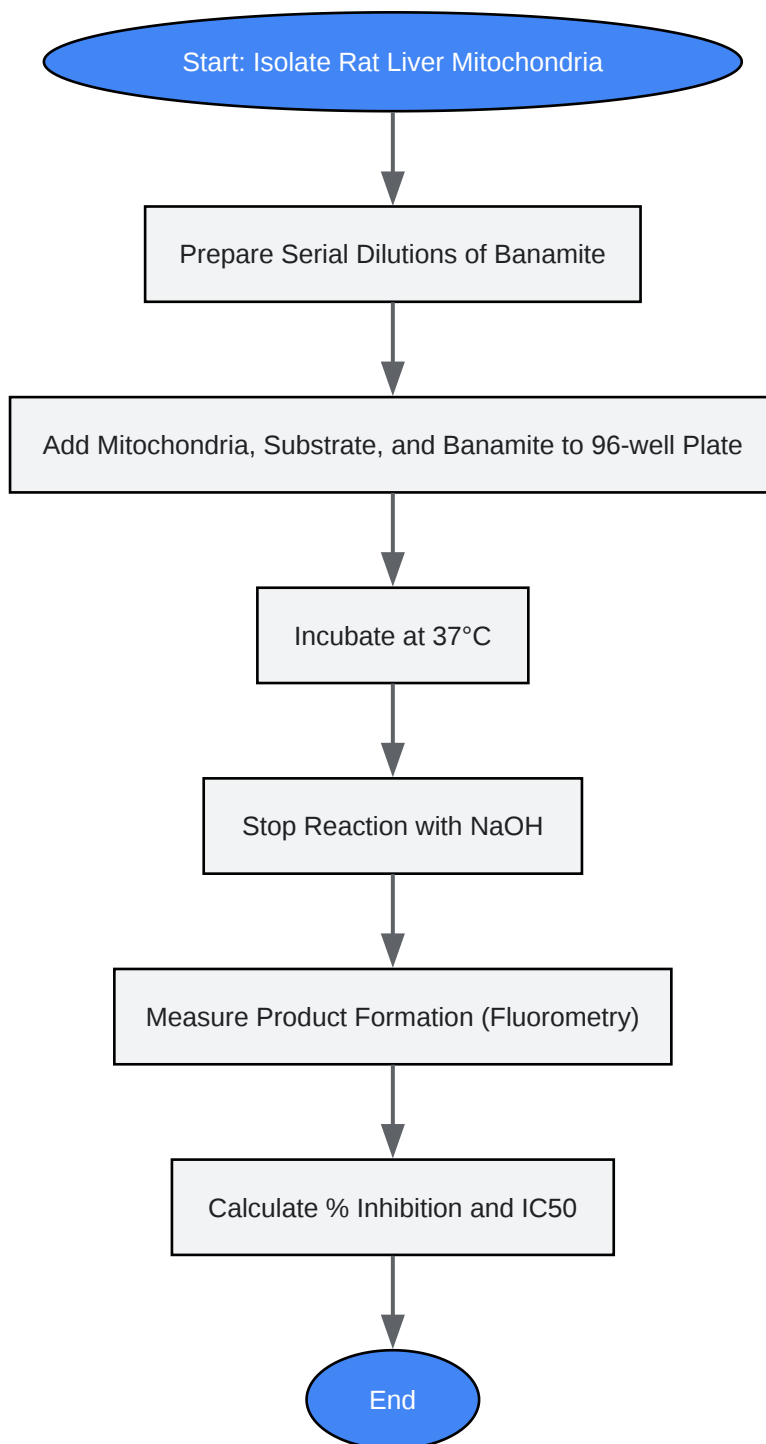 Start: Isolate Rat Liver Mitochondria
Prepare Serial Dilutions of Banamite
Add Mitochondria, Substrate, and Banamite to 96-well Plate
Incubate at 37°C
Stop Reaction with NaOH
Measure Product Formation (Fluorometry)
Calculate % Inhibition and IC50
End